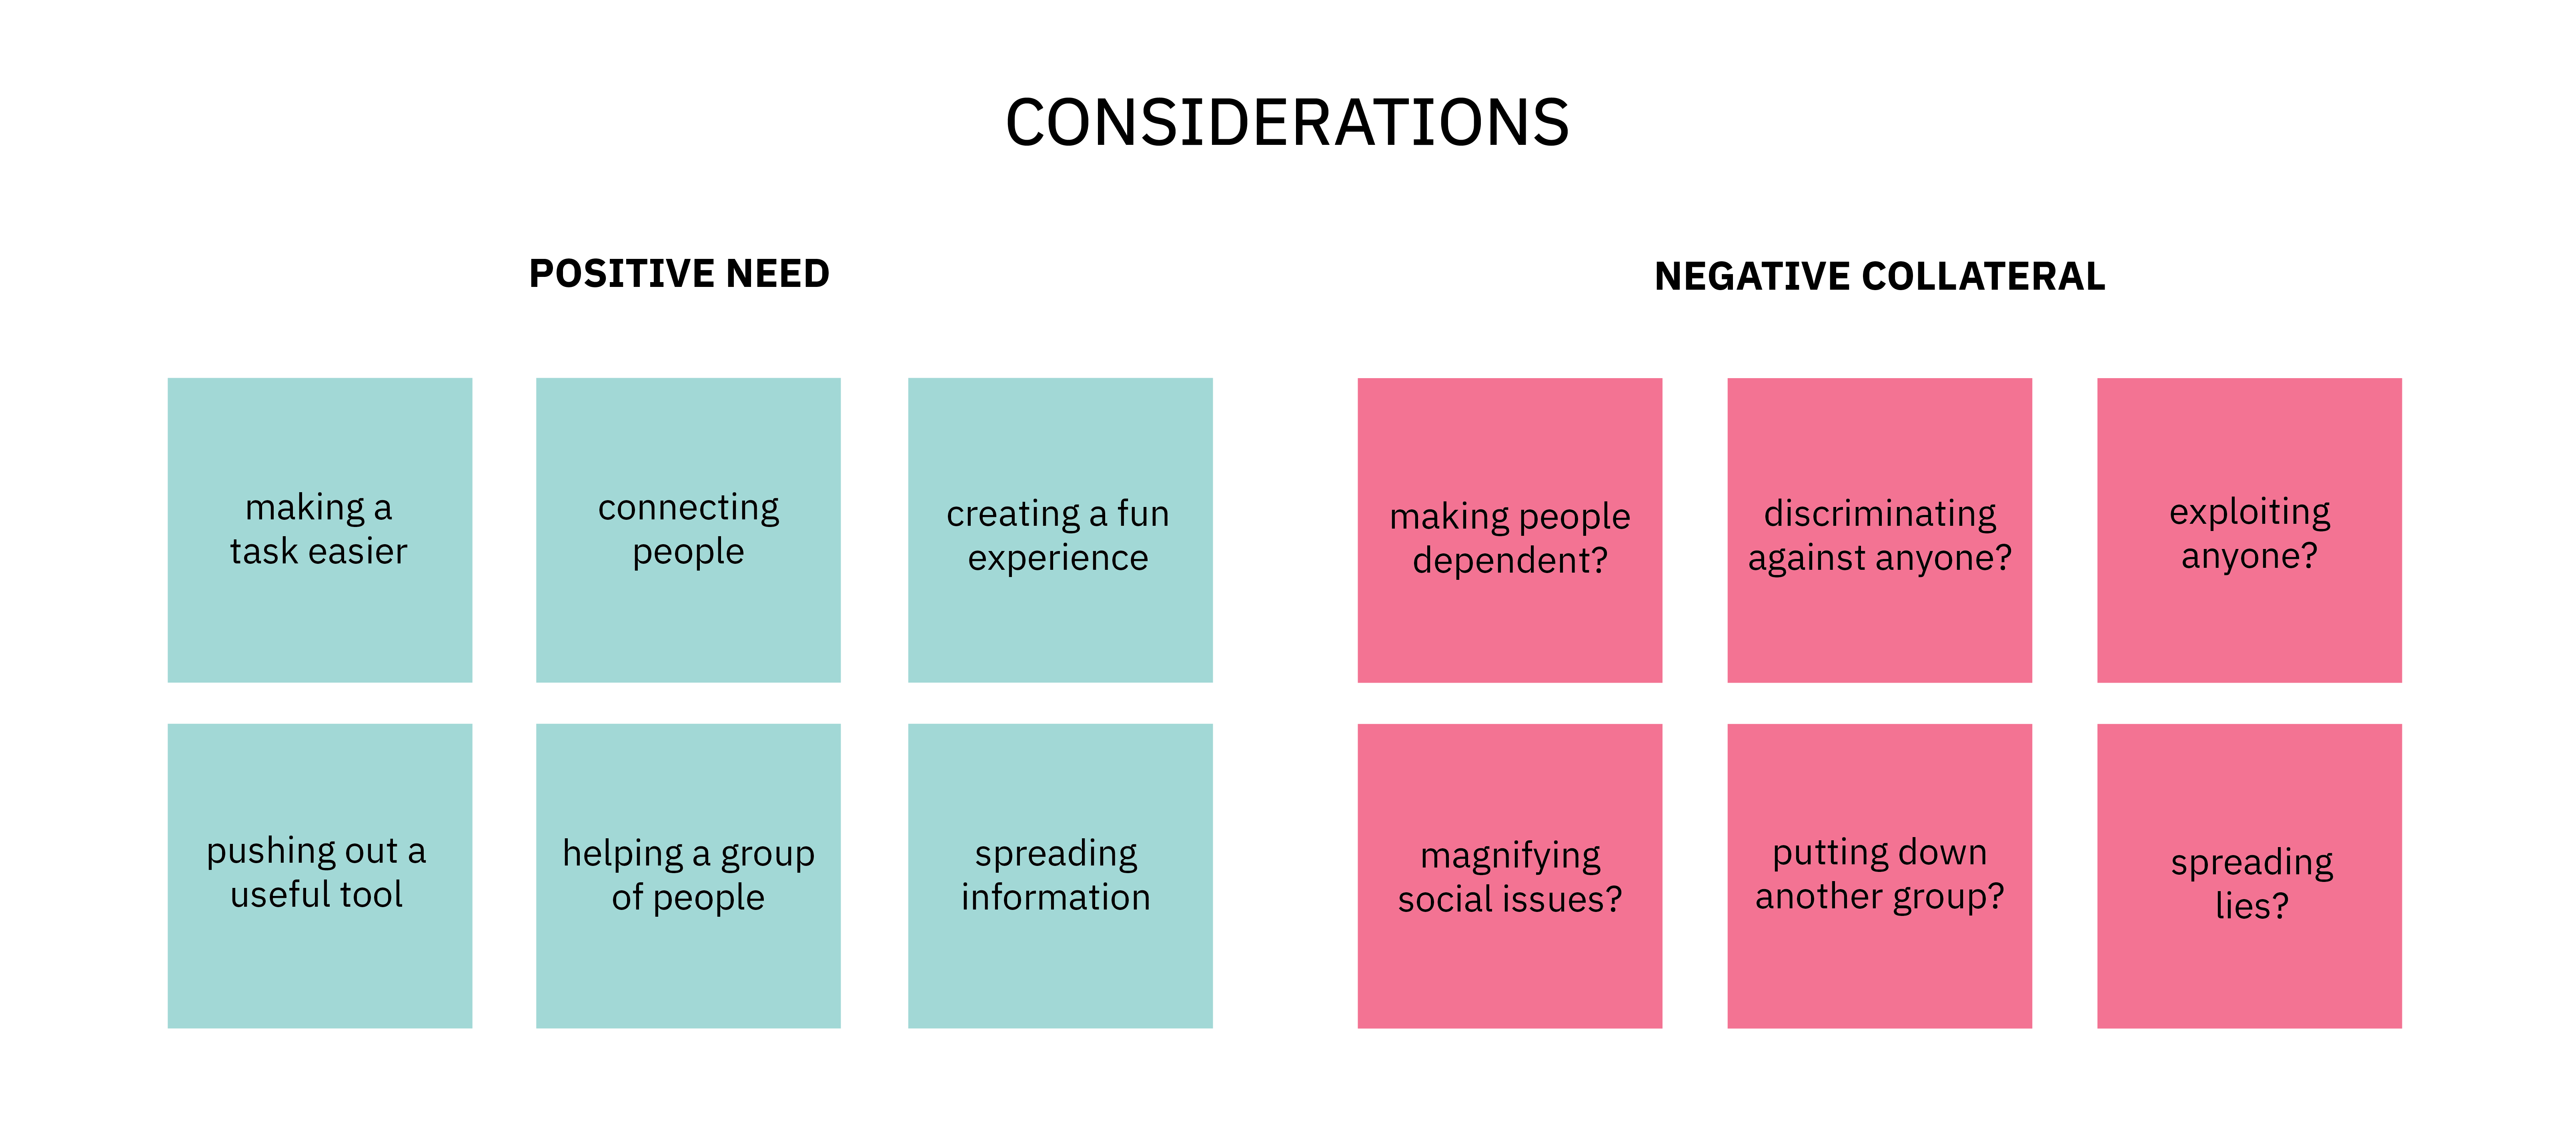 CONSIDERATIONS
POSITIVE NEED
making a
task easier
connecting
people
creating a fun
experience
pushing out a
useful tool
helping a group
of people
spreading
information
NEGATIVE COLLATERAL
making people
dependent?
discriminating
against anyone?
exploiting
anyone?
magnifying
social issues?
putting down
another group?
spreading
lies?